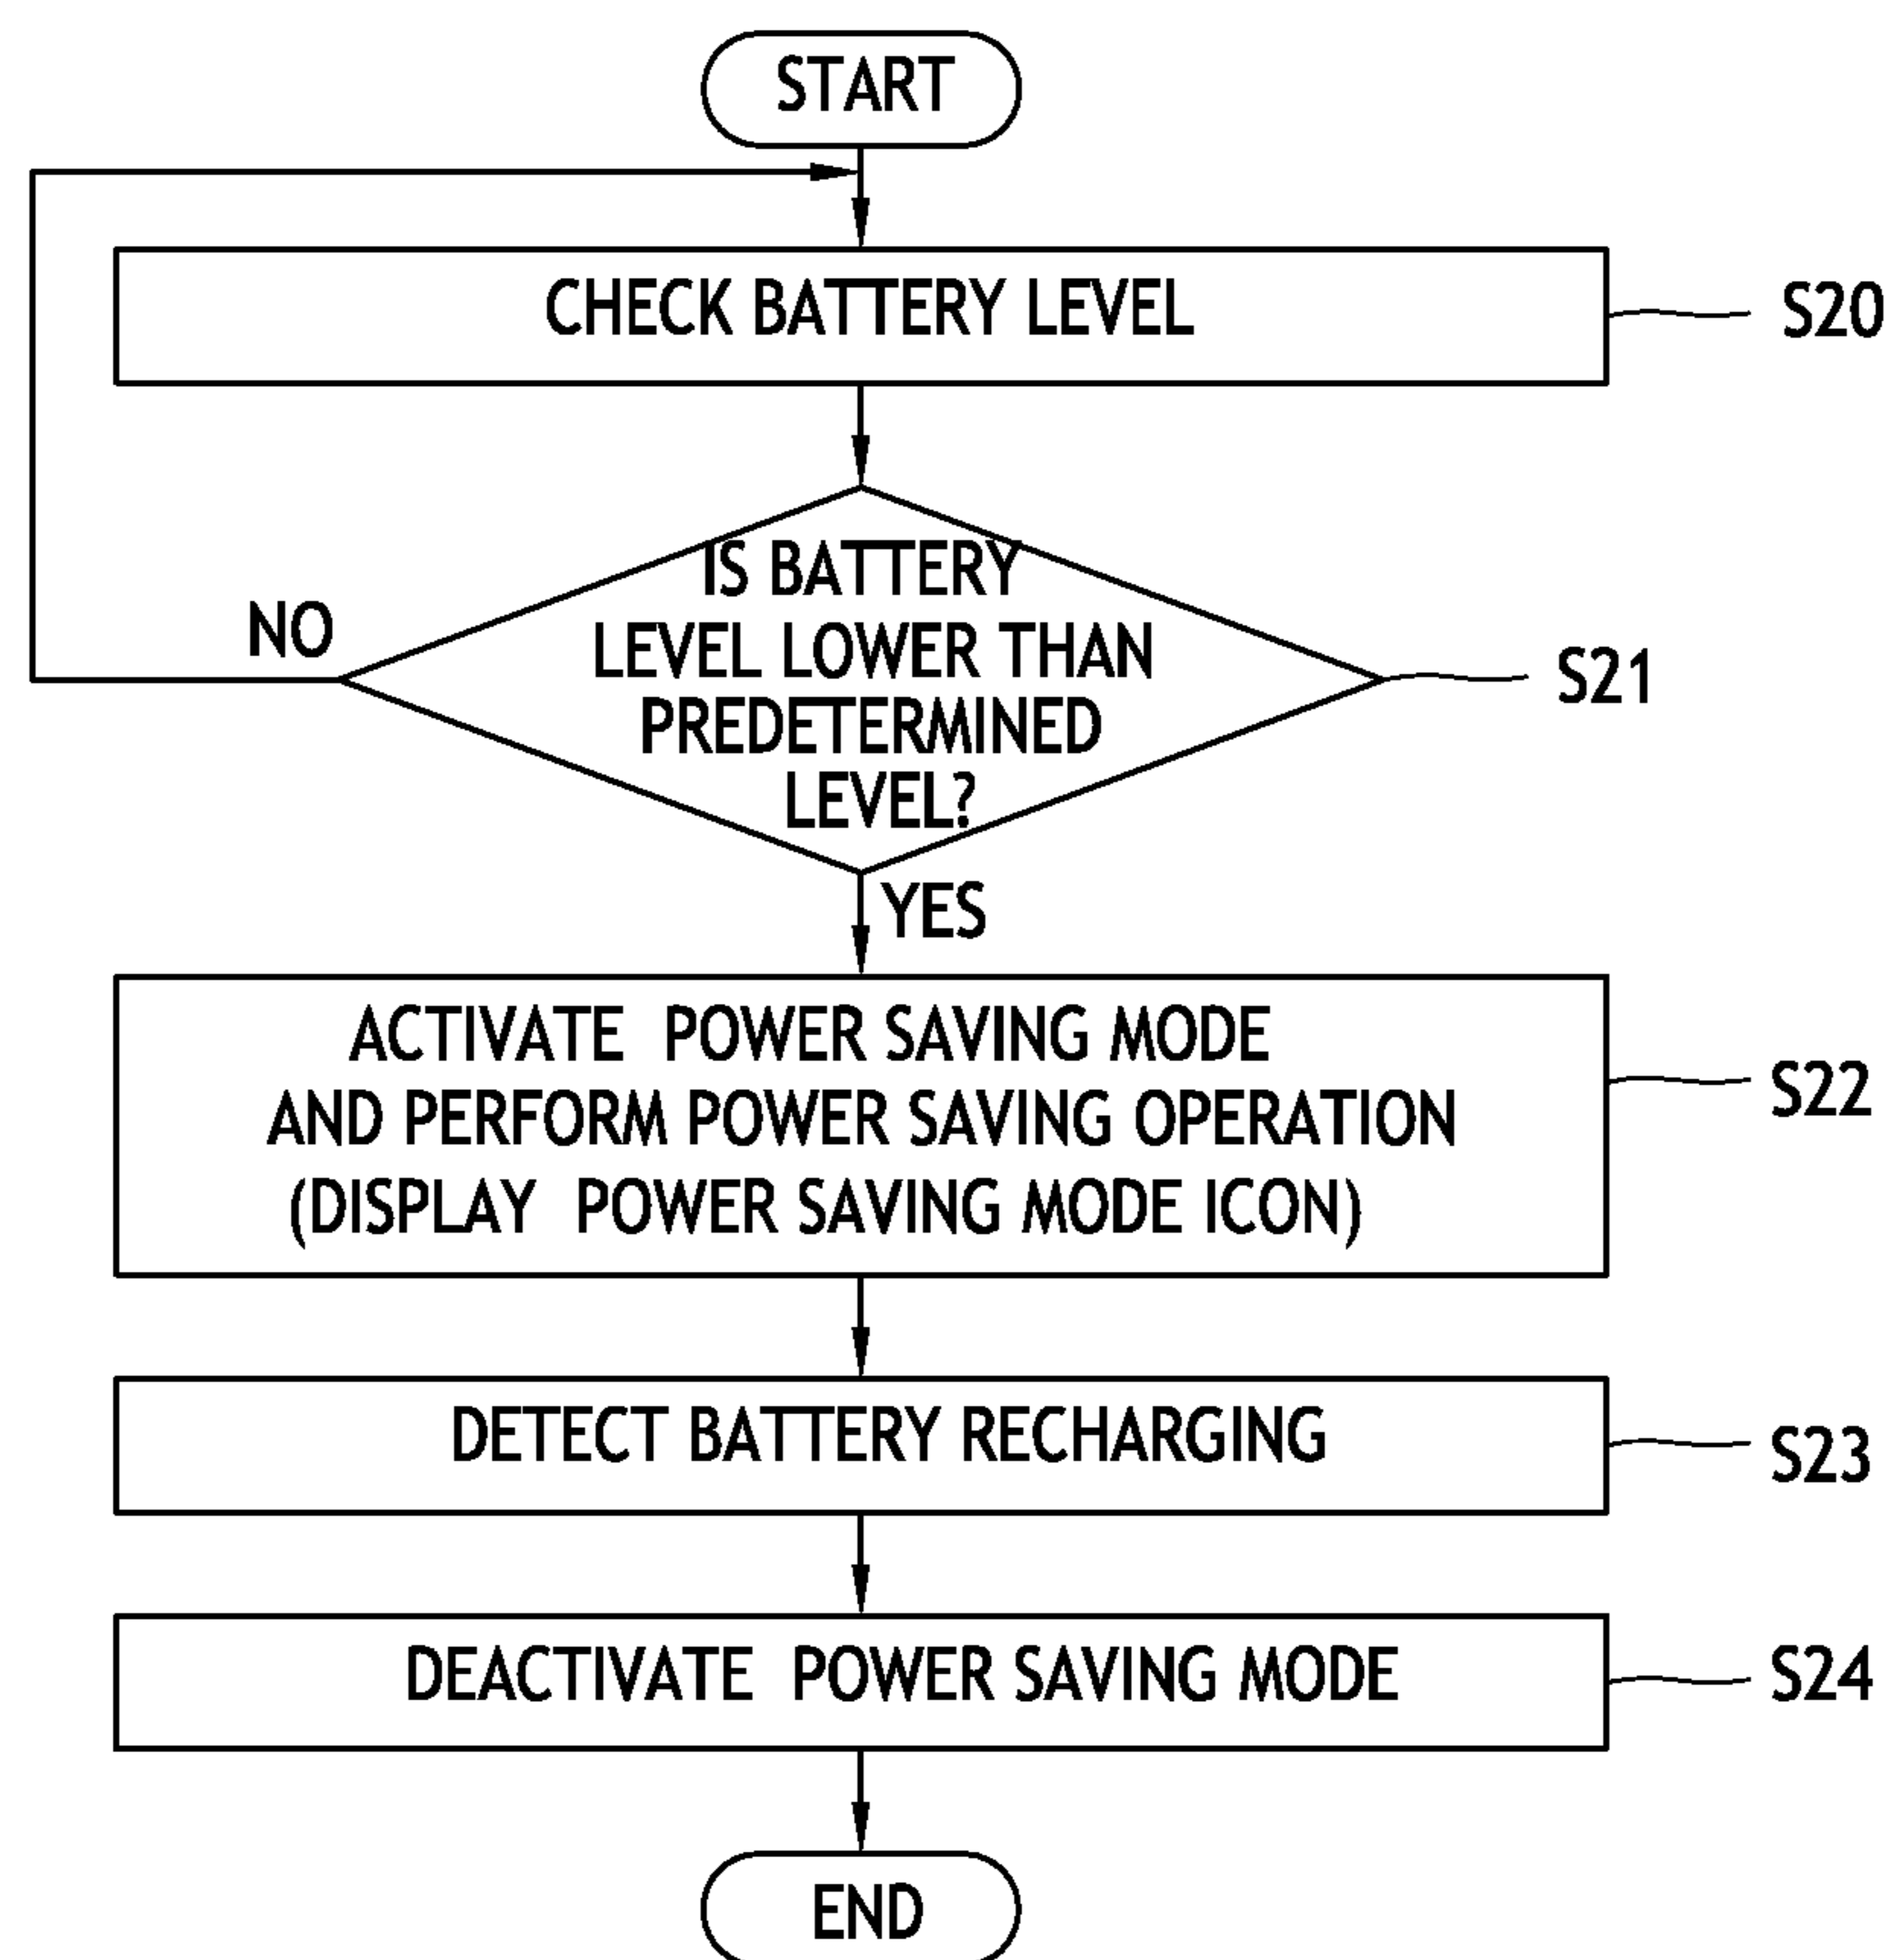 START
CHECK BATTERY LEVEL
S20
IS BATTERY
LEVEL LOWER THAN
PREDETERMINED
LEVEL?
NO
S21
YES
ACTIVATE POWER SAVING MODE
AND PERFORM POWER SAVING OPERATION
(DISPLAY POWER SAVING MODE ICON)
S22
DETECT BATTERY RECHARGING
S23
DEACTIVATE POWER SAVING MODE
S24
END